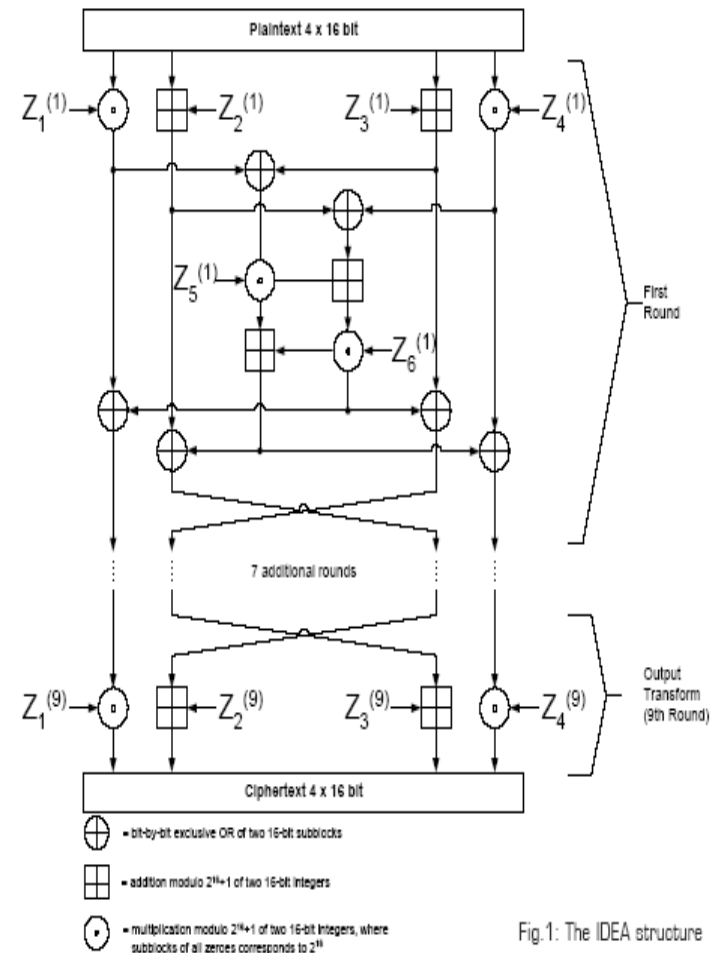 Plaintext 4 x 16 bit
Z₁⁽¹⁾ Z₂⁽¹⁾ Z₃⁽¹⁾ Z₄⁽¹⁾
Z₅⁽¹⁾
Z₆⁽¹⁾
First
Round
7 additional rounds
Output
Transform
(9th Round)
Z₁⁽⁹⁾ Z₂⁽⁹⁾ Z₃⁽⁹⁾ Z₄⁽⁹⁾
Ciphertext 4 x 16 bit
= bit-by-bit exclusive OR of two 16-bit subblocks
= addition modulo 2¹⁶+1 of two 16-bit integers
= multiplication modulo 2¹⁶+1 of two 16-bit integers, where
subblocks of all zeroes corresponds to 2¹⁶
Fig.1: The IDEA structure